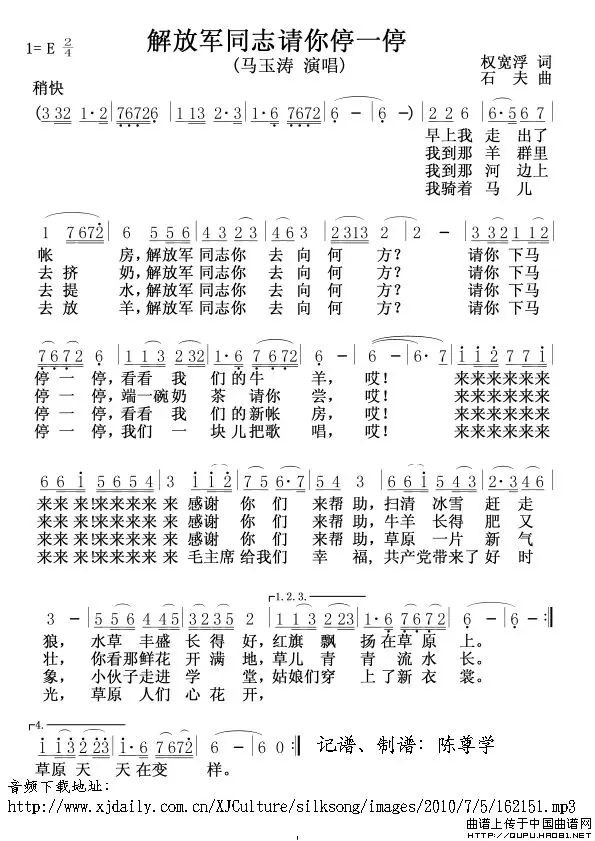 解放军同志请你停一停
1= E 2/4
(马玉涛 演唱)
权宽浮 词
石 夫 曲
稍快
(3 332 1·2 76726 | 1 113 2·3 | 1·2 67672 | 6 - | 6 -) | 2 2 6 6·5 6 7 |
早上我 走 出了
我到那 羊 群里
我到那 河 边上
我骑着 马 儿
1 7672 | 6 5 5 6 | 4 3 2 3 | 4 6 3 | 2 2313 | 2 | 2 - | 3 32 1 1 2 |
帐 房,解放军 同志你 去 向 何 方? 请你 下马
去 挤 奶,解放军 同志你 去 向 何 方? 请你 下马
去 提 水,解放军 同志你 去 向 何 方? 请你 下马
去 放 羊,解放军 同志你 去 向 何 方? 请你 下马
7672 6 | 1 1 3 2232 | 1·6 7 672 | 6 - | 6 - | 6· 7 | 1 1 2 7 7 1 |
停 一 停,看看 我 们 的 牛 羊, 哎! 来来来来来来
停 一 停,端一碗 奶 茶 请你 尝, 哎! 来来来来来来
停 一 停,看看 我 们 的新帐 房, 哎! 来来来来来来
停 一 停,我们 一 块儿把歌 唱, 哎! 来来来来来来
6 6 1 5 6 5 4 | 3 1 1 2 | 7 5 6·7 | 5 4 3 | 6 6 1 5 4 3 | 2·3 4 6 |
来来 来!来来来来 来 感谢 你 们 来帮 助,扫清 冰雪 赶 走
来来 来!来来来来 来 感谢 你 们 来帮 助,牛羊 长得 肥 又
来来 来!来来来来 来 感谢 你 们 来帮 助,草原 一片 新 气
来来 来!来来来来 来 毛主席 给我们 幸 福,共产党带来了 好 时
1.2.3.
3 - | 5 5 6 4 4 5 | 3 2 3 5 2 | 1 1 3 2 23 | 1·6 7672 | 6 - | 6 - :‖
狼, 水草 丰盛 长 得 好,红旗 飘 扬 在草 原 上。
壮, 你看那鲜花 开 满 地,草儿 青 青 流 水 长。
象, 小伙子走进 学 堂,姑娘们穿 上 了新 衣 裳。
光, 草原 人们 心 花 开,
4.
1 1 3 2 23 | 1·6 7 672 | 6 - | 6 0 :‖
草原 天 天 在变 样。
记谱、制谱: 陈尊学
音频下载地址:
http://www.xjdaily.com.cn/XJCulture/silksong/images/2010/7/5/162151.mp3
曲谱上传于中国曲谱网
HTTP://QUPU.HAO81.NET
1